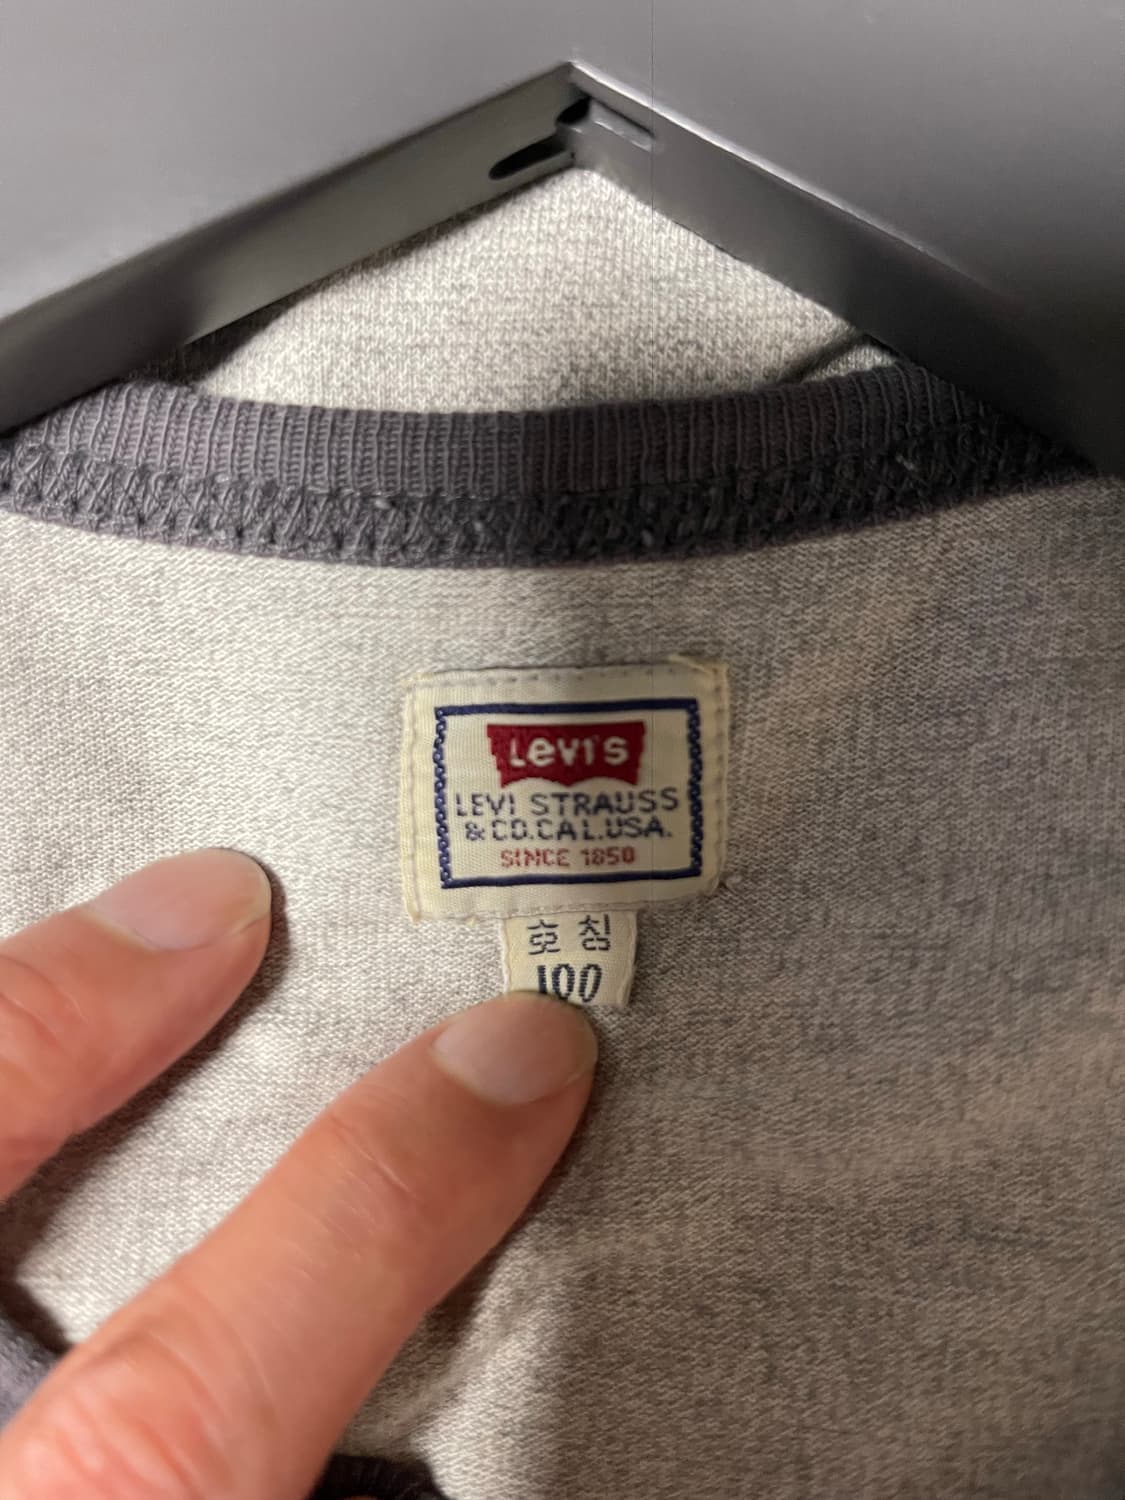 Levi's
LEVI STRAUSS
& CO.CAL.USA.
SINCE 1850
호 칭
100